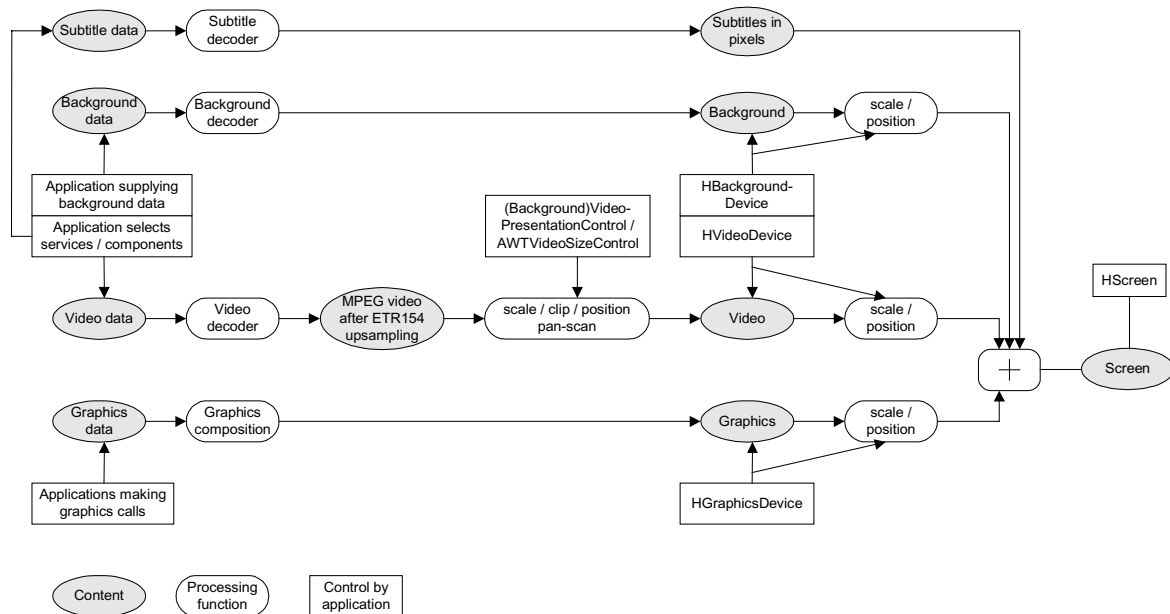 Subtitle data
Subtitle
decoder
Subtitles in
pixels
Background
data
Background
decoder
Background
scale /
position
Application supplying
background data
Application selects
services / components
(Background)Video-
PresentationControl /
AWTVideoSizeControl
HBackground-
Device
HVideoDevice
HScreen
Video data
Video
decoder
MPEG video
after ETR154
upsampling
scale / clip / position
pan-scan
Video
scale /
position
+
Screen
Graphics
data
Graphics
composition
Graphics
scale /
position
Applications making
graphics calls
HGraphicsDevice
Content
Processing
function
Control by
application